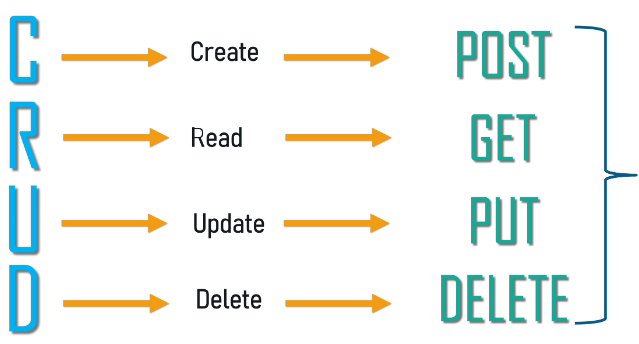 C Create POST
R Read GET
U Update PUT
D Delete DELETE